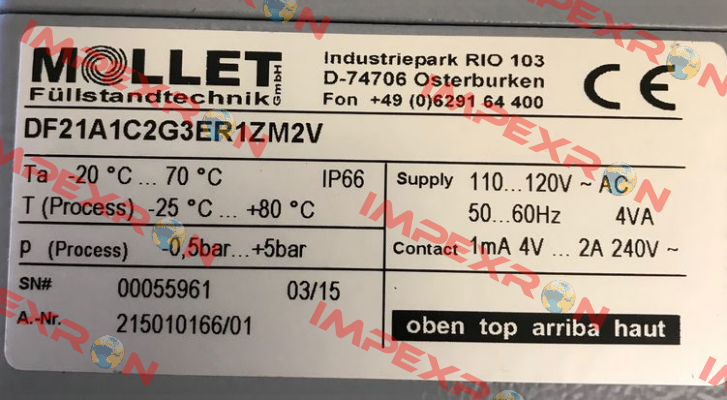 MOLLET
GmbH
Füllstandtechnik
Industriepark RIO 103
D-74706 Osterburken
Fon +49 (0)6291 64 400
CE
DF21A1C2G3ER1ZM2V
Ta -20 °C ... 70 °C IP66
T (Process) -25 °C ... +80 °C
p (Process) -0,5bar...+5bar
SN# 00055961 03/15
A.-Nr. 215010166/01
Supply 110...120V ~ AC
50...60Hz 4VA
Contact 1mA 4V ... 2A 240V ~
oben top arriba haut
IMPEXRON
IMPEXRON
IMPEXRON
IMPEXRON
IMPEXRON
IMPEXRON